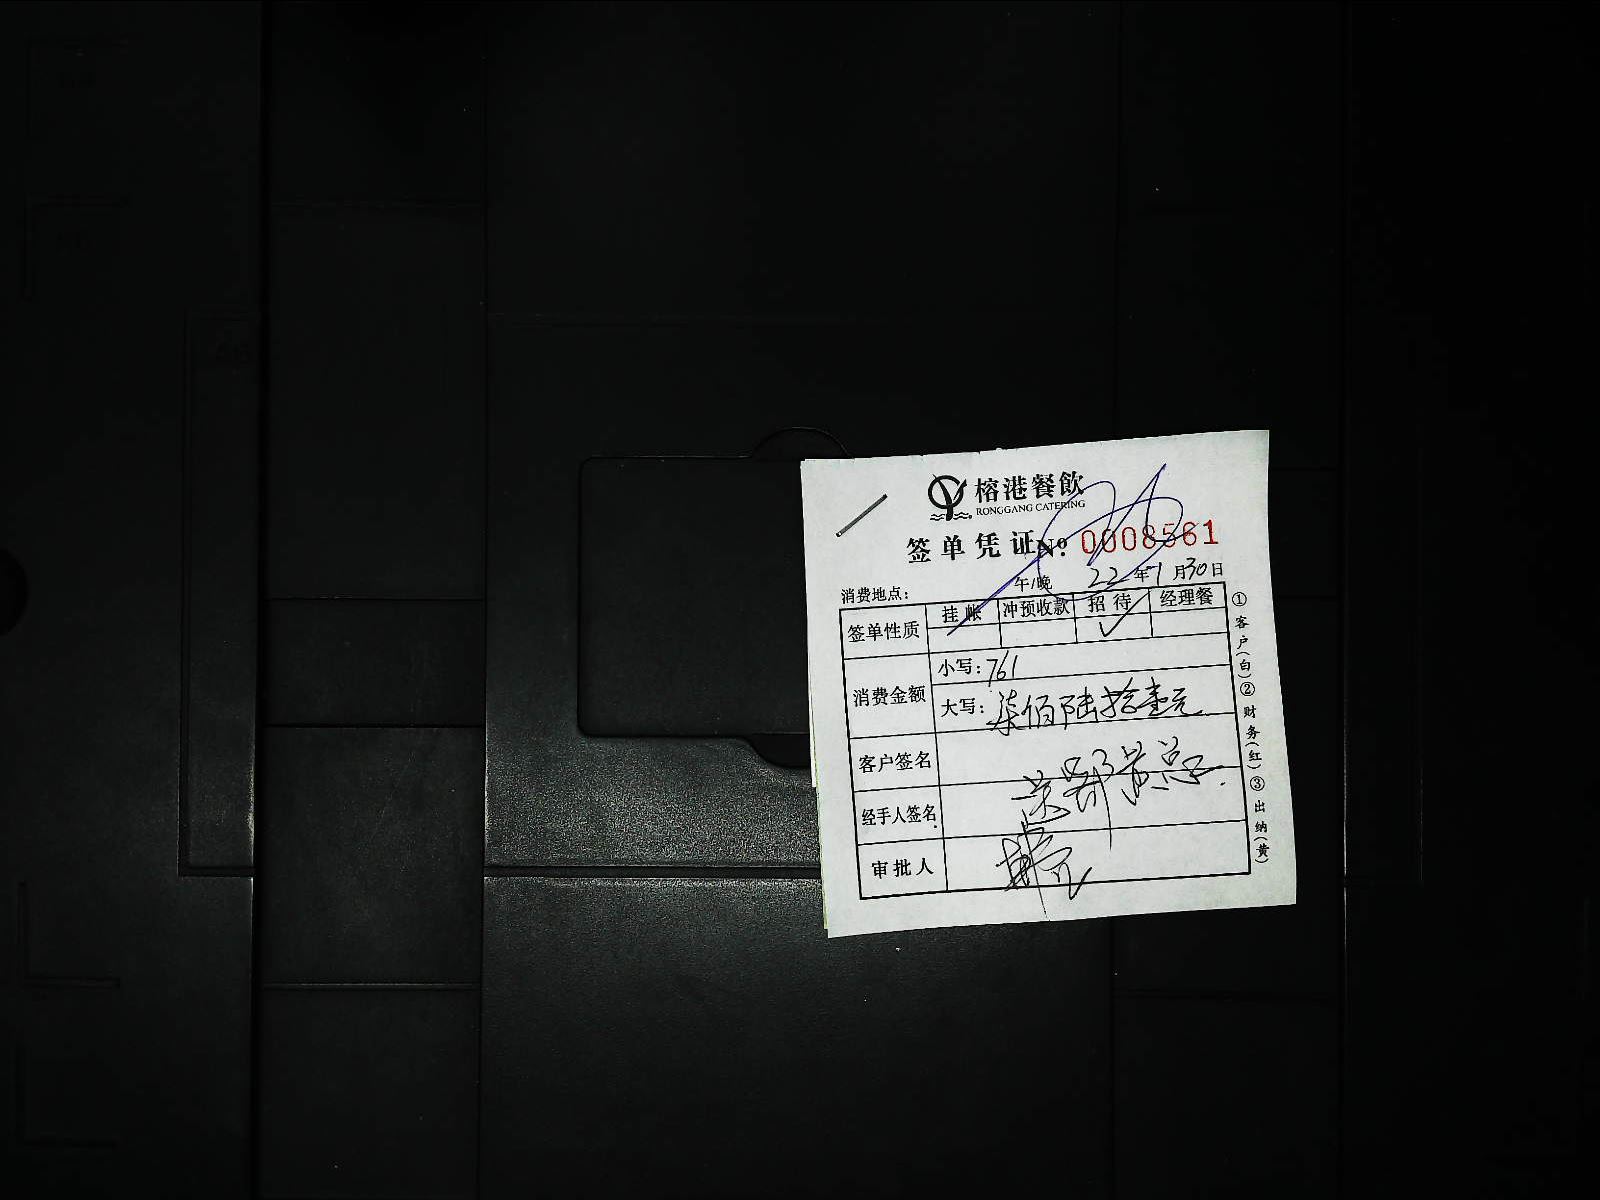 榕港餐飲
RONGGANG CATERING
签单凭证 No. 0008561
消费地点: 午/晚 22年1月30日
签单性质 挂帐 冲预收款 招待 经理餐
✓
消费金额 小写: 761
大写: 柒佰陆拾壹元
客户签名
经手人签名
审批人
①客户(白)②财务(红)③出纳(黄)